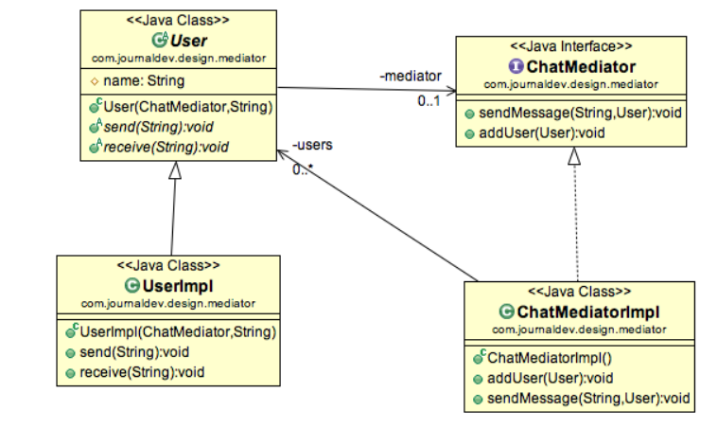 <<Java Class>>
User
com.journaldev.design.mediator
name: String
User(ChatMediator,String)
send(String):void
receive(String):void
-mediator
0..1
<<Java Interface>>
ChatMediator
com.journaldev.design.mediator
sendMessage(String,User):void
addUser(User):void
-users
0..*
<<Java Class>>
UserImpl
com.journaldev.design.mediator
UserImpl(ChatMediator,String)
send(String):void
receive(String):void
<<Java Class>>
ChatMediatorImpl
com.journaldev.design.mediator
ChatMediatorImpl()
addUser(User):void
sendMessage(String,User):void